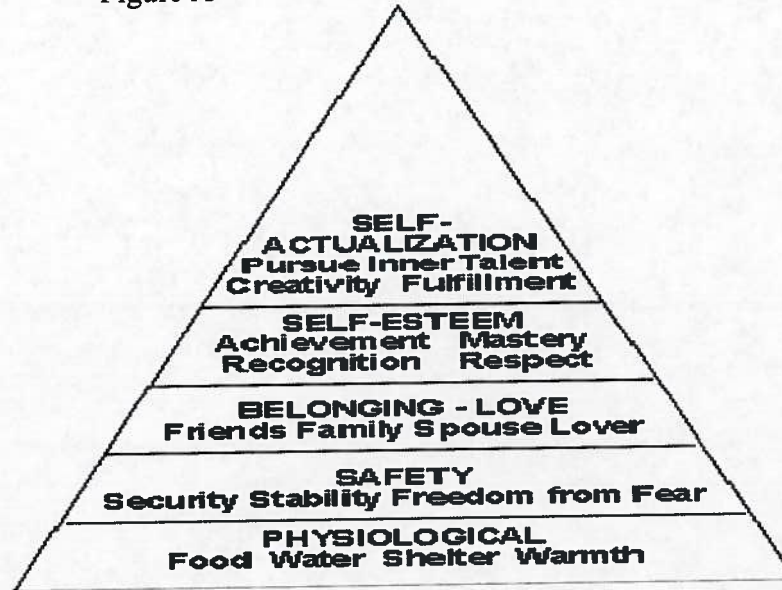 SELF-
ACTUALIZATION
Pursue Inner Talent
Creativity Fulfillment
SELF-ESTEEM
Achievement Mastery
Recognition Respect
BELONGING - LOVE
Friends Family Spouse Lover
SAFETY
Security Stability Freedom from Fear
PHYSIOLOGICAL
Food Water Shelter Warmth